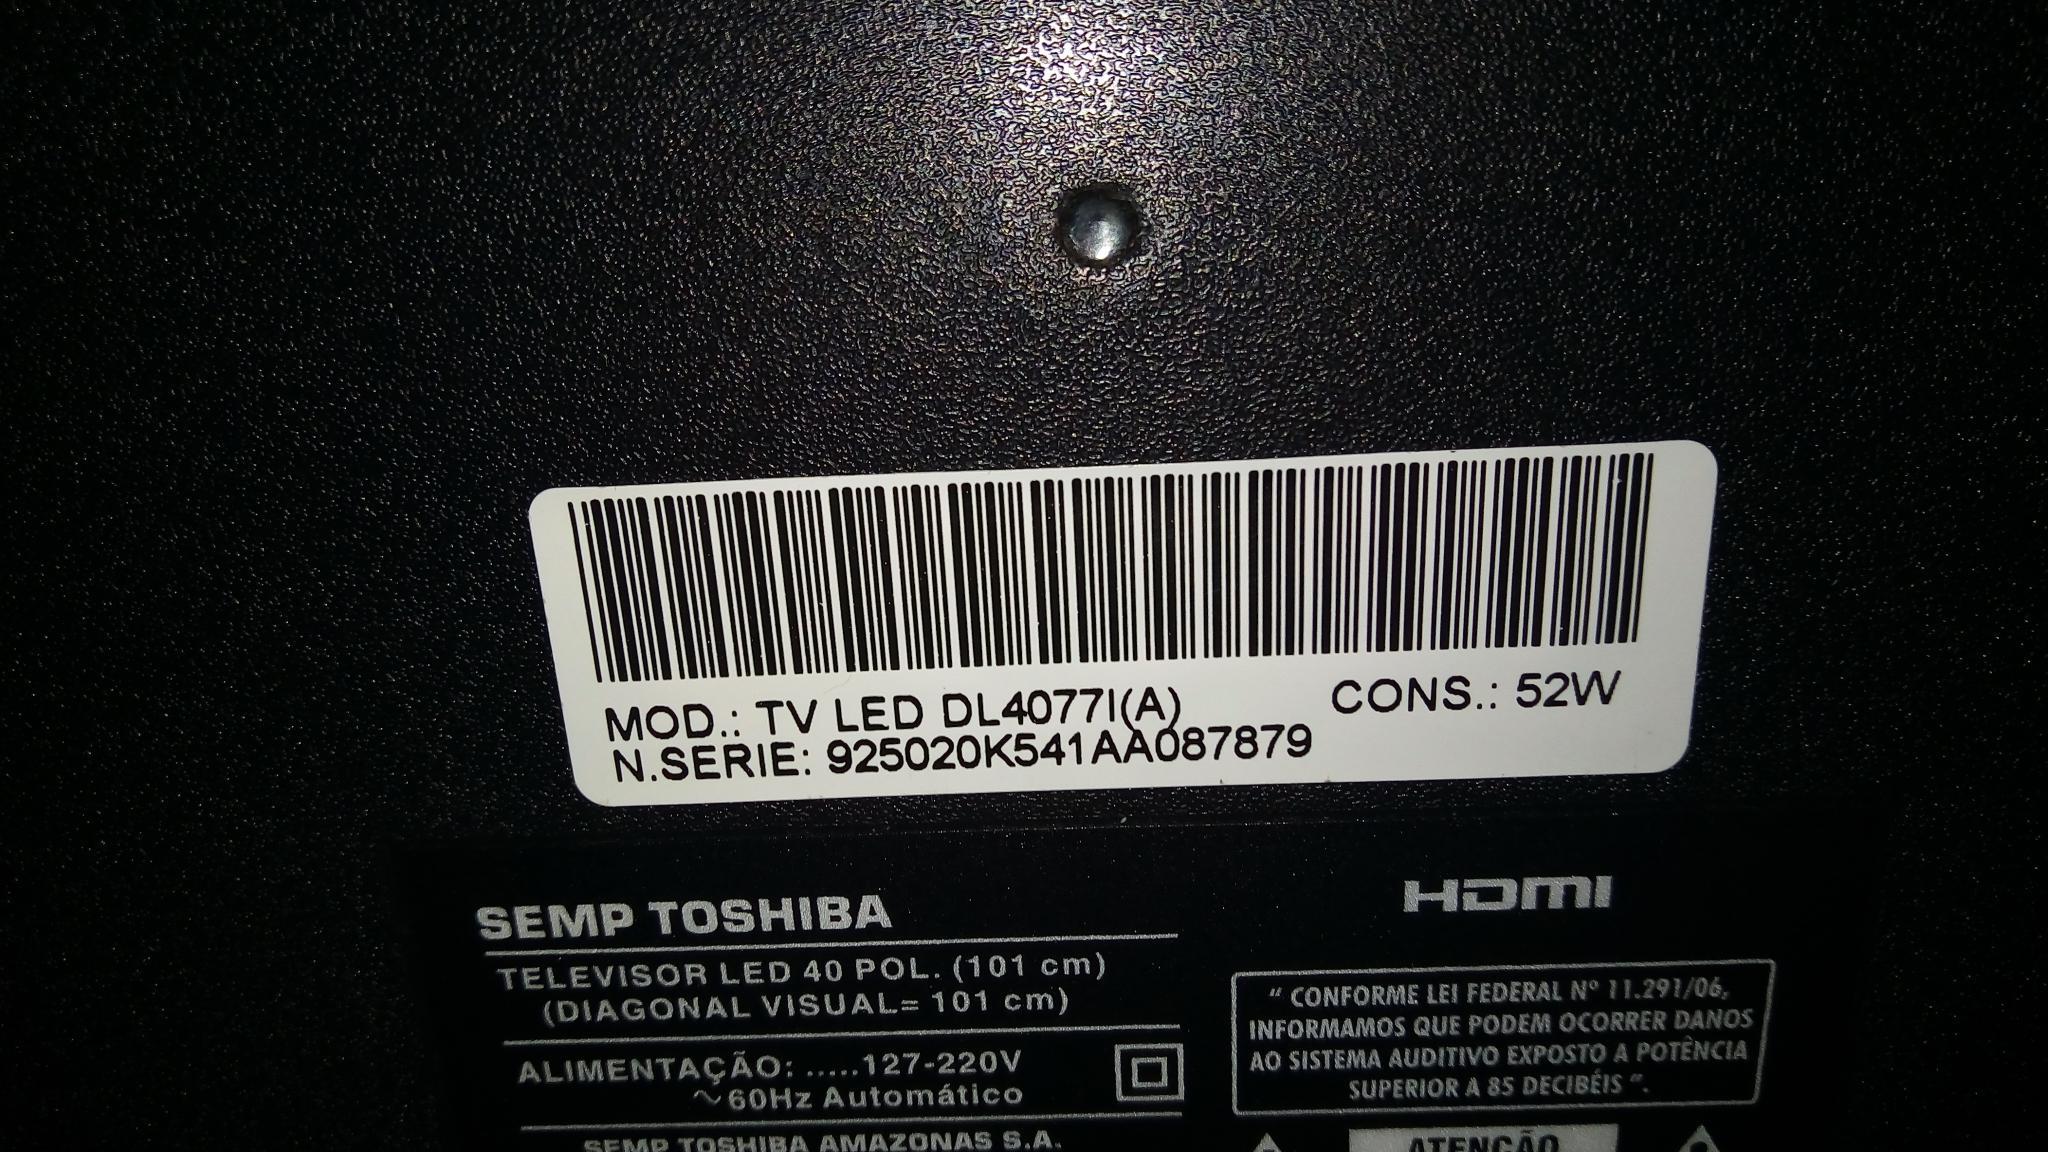 MOD.: TV LED DL4077I(A)
CONS.: 52W
N.SERIE: 925020K541AA087879
SEMP TOSHIBA
TELEVISOR LED 40 POL. (101 cm)
(DIAGONAL VISUAL= 101 cm)
ALIMENTAÇÃO: .....127-220V
~60Hz Automático
SEMP TOSHIBA AMAZONAS S.A.
HDMI
“ CONFORME LEI FEDERAL Nº 11.291/06,
INFORMAMOS QUE PODEM OCORRER DANOS
AO SISTEMA AUDITIVO EXPOSTO A POTÊNCIA
SUPERIOR A 85 DECIBÉIS ”.
ATENÇÃO